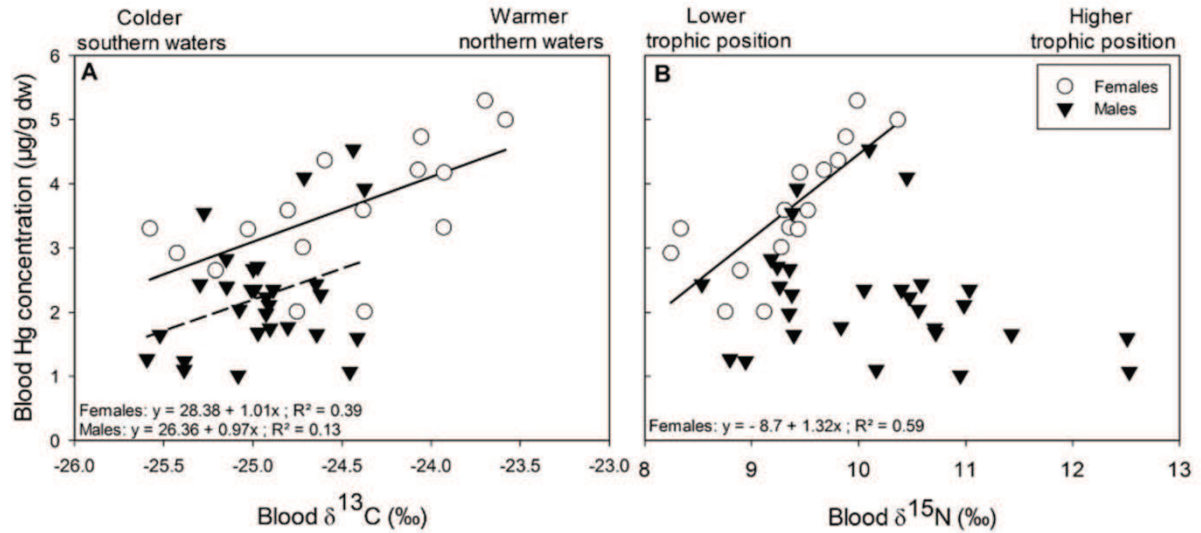 Colder
southern waters
Warmer
northern waters
Lower
trophic position
Higher
trophic position
A
B
Females
Males
Blood Hg concentration (µg/g dw)
6
5
4
3
2
1
0
Females: y = 28.38 + 1.01x ; R² = 0.39
Males: y = 26.36 + 0.97x ; R² = 0.13
Females: y = - 8.7 + 1.32x ; R² = 0.59
-26.0 -25.5 -25.0 -24.5 -24.0 -23.5 -23.0
8 9 10 11 12 13
Blood δ¹³C (‰)
Blood δ¹⁵N (‰)